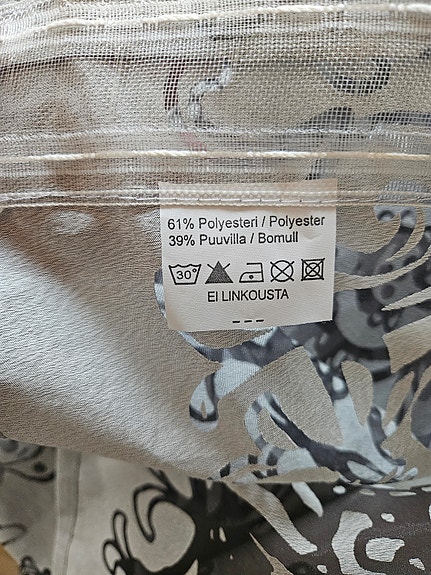 61% Polyesteri / Polyester
39% Puuvilla / Bomull
30°
EI LINKOUSTA
---